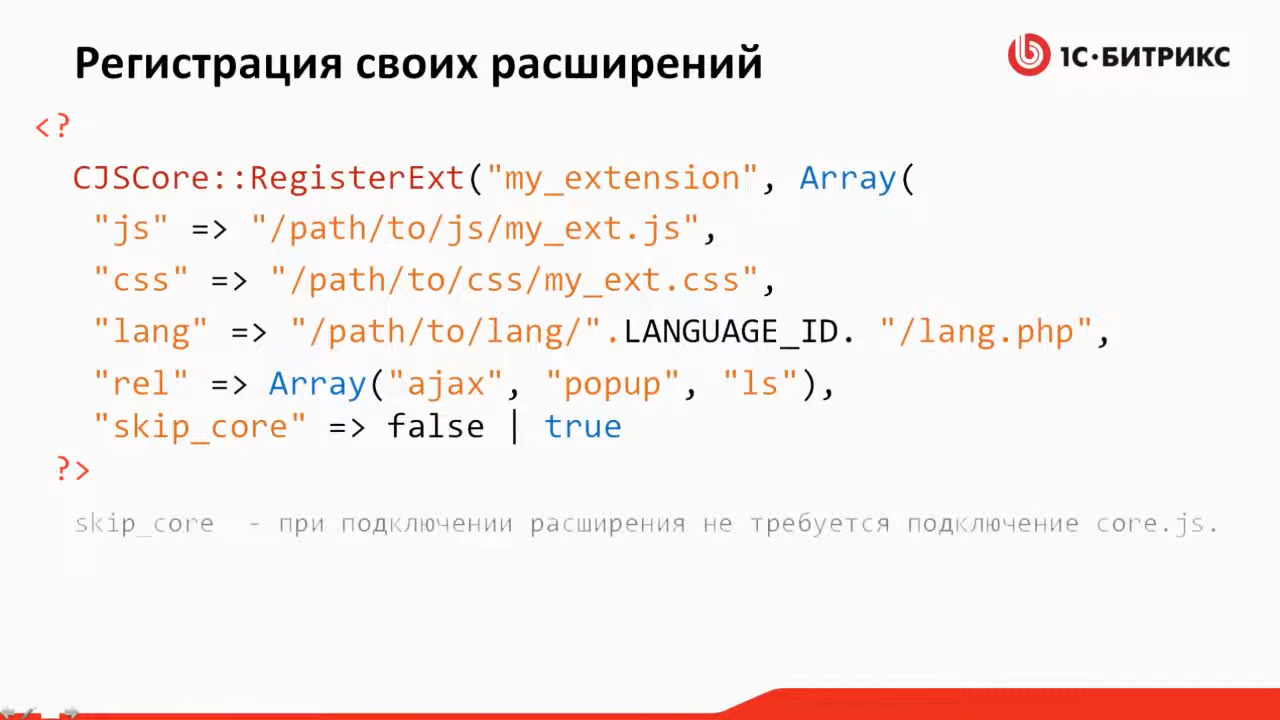 Регистрация своих расширений
1С·БИТРИКС
<?
CJSCore::RegisterExt("my_extension", Array(
"js" => "/path/to/js/my_ext.js",
"css" => "/path/to/css/my_ext.css",
"lang" => "/path/to/lang/".LANGUAGE_ID. "/lang.php",
"rel" => Array("ajax", "popup", "ls"),
"skip_core" => false | true
?>
skip_core - при подключении расширения не требуется подключение core.js.